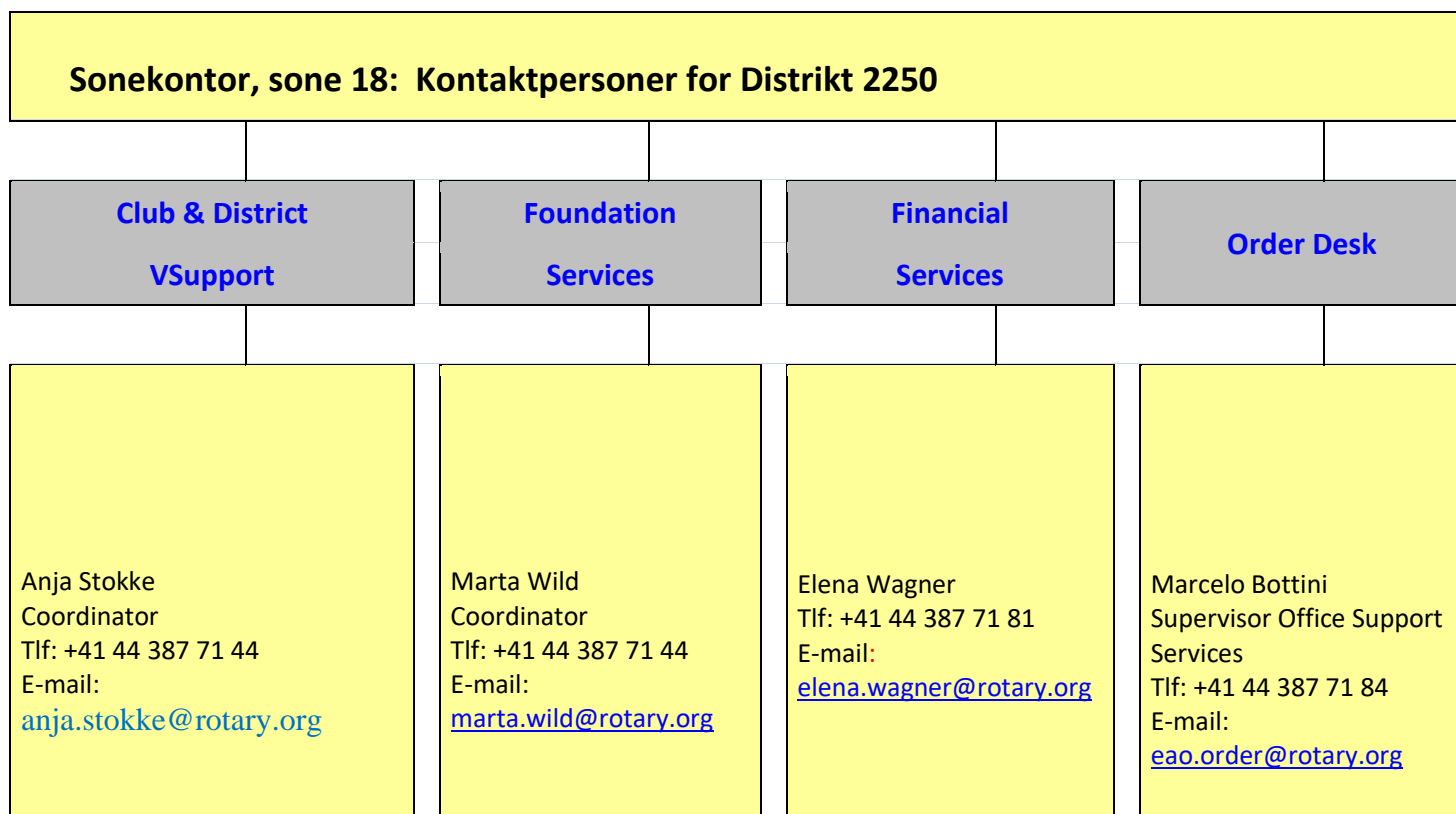 Sonekontor, sone 18: Kontaktpersoner for Distrikt 2250
Club & District
VSupport
Foundation
Services
Financial
Services
Order Desk
Anja Stokke
Coordinator
Tlf: +41 44 387 71 44
E-mail:
anja.stokke@rotary.org
Marta Wild
Coordinator
Tlf: +41 44 387 71 44
E-mail:
marta.wild@rotary.org
Elena Wagner
Tlf: +41 44 387 71 81
E-mail:
elena.wagner@rotary.org
Marcelo Bottini
Supervisor Office Support
Services
Tlf: +41 44 387 71 84
E-mail:
eao.order@rotary.org